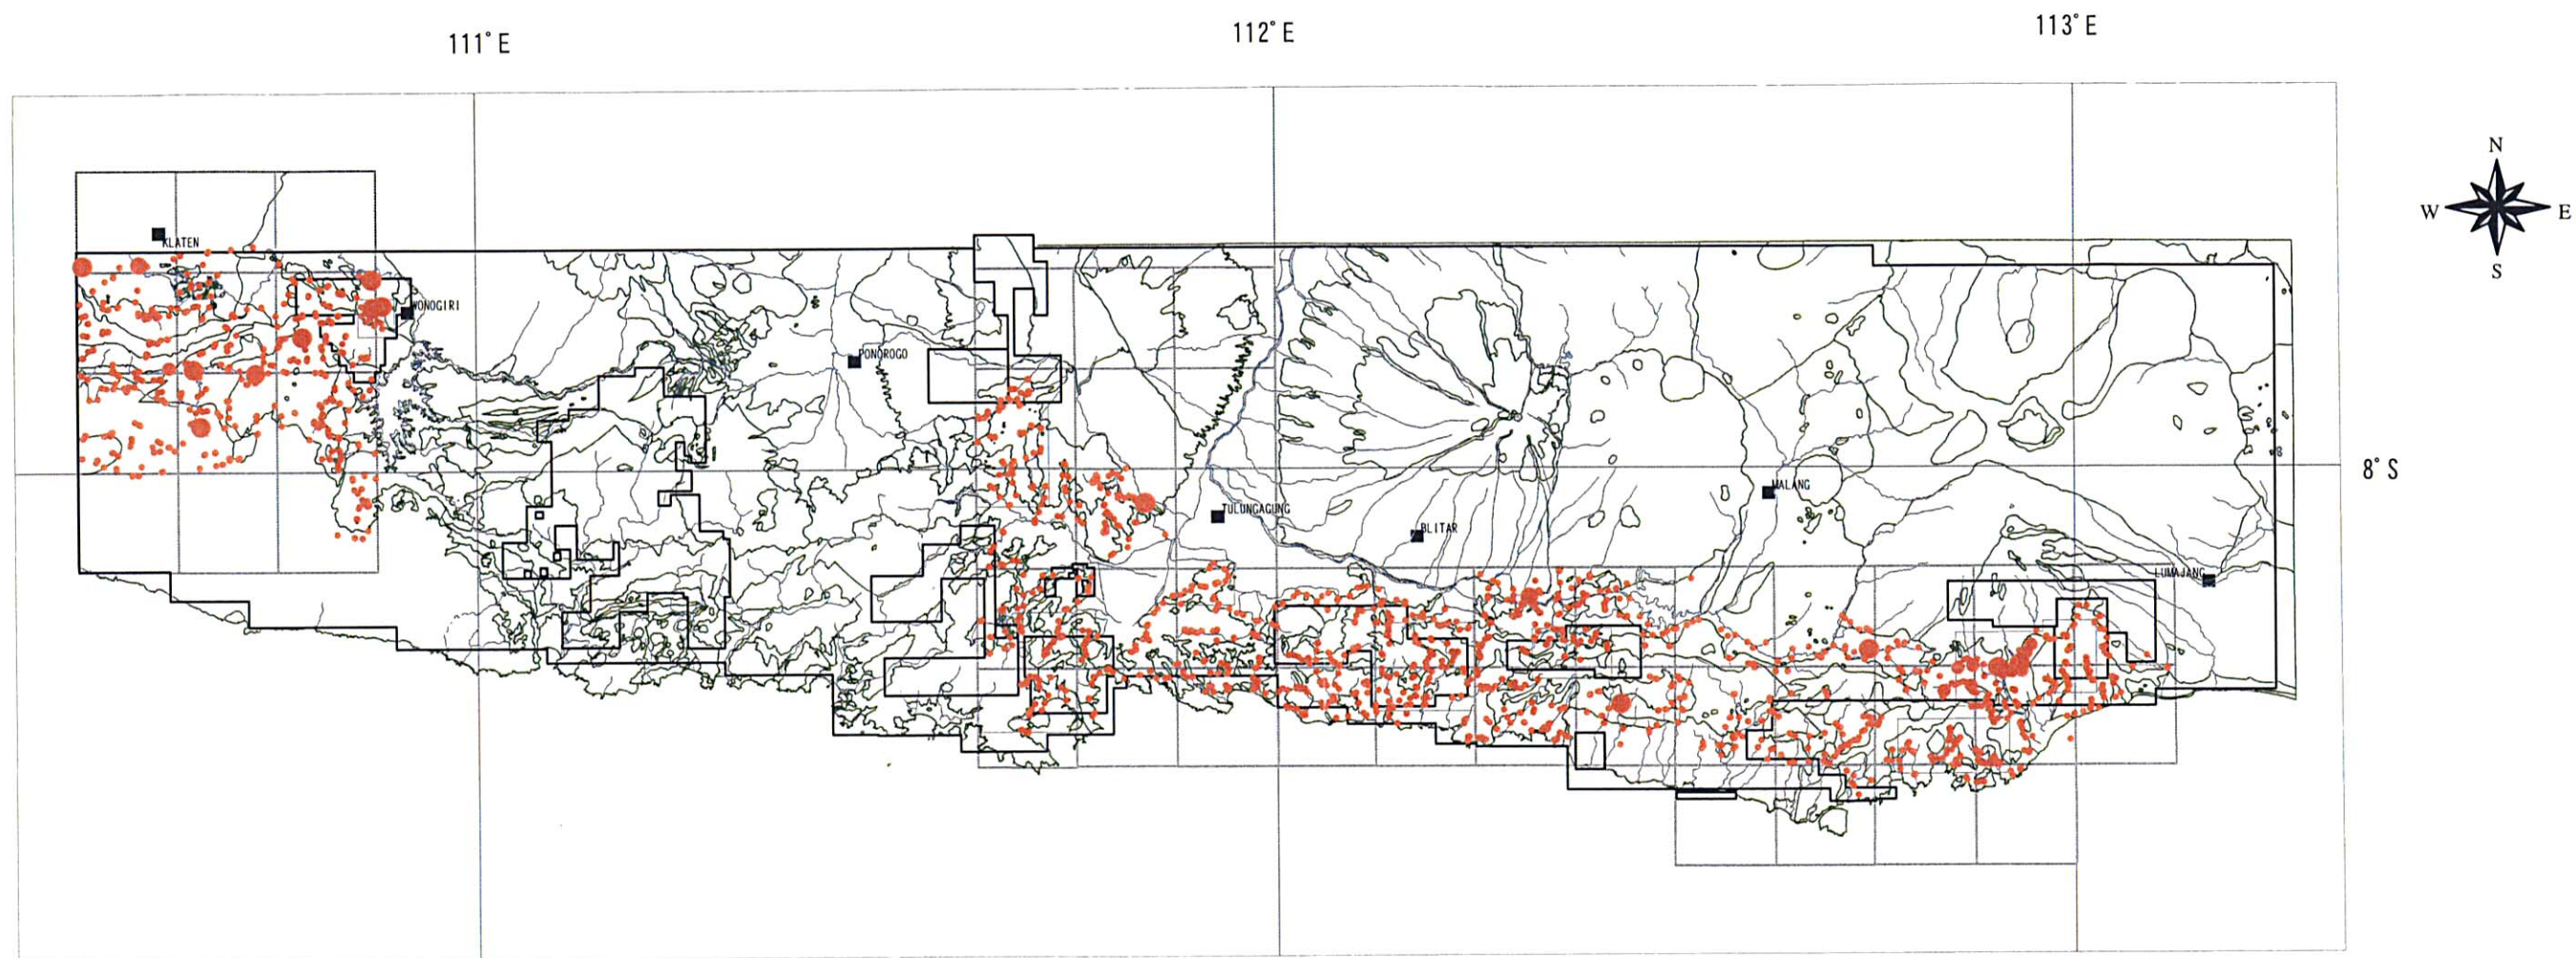 111° E
112° E
113° E
N
W
E
S
KLATEN
WONOGIRI
PONOROGO
8° S
MALANG
TULUNGAGUNG
BLITAR
LUMAJANG